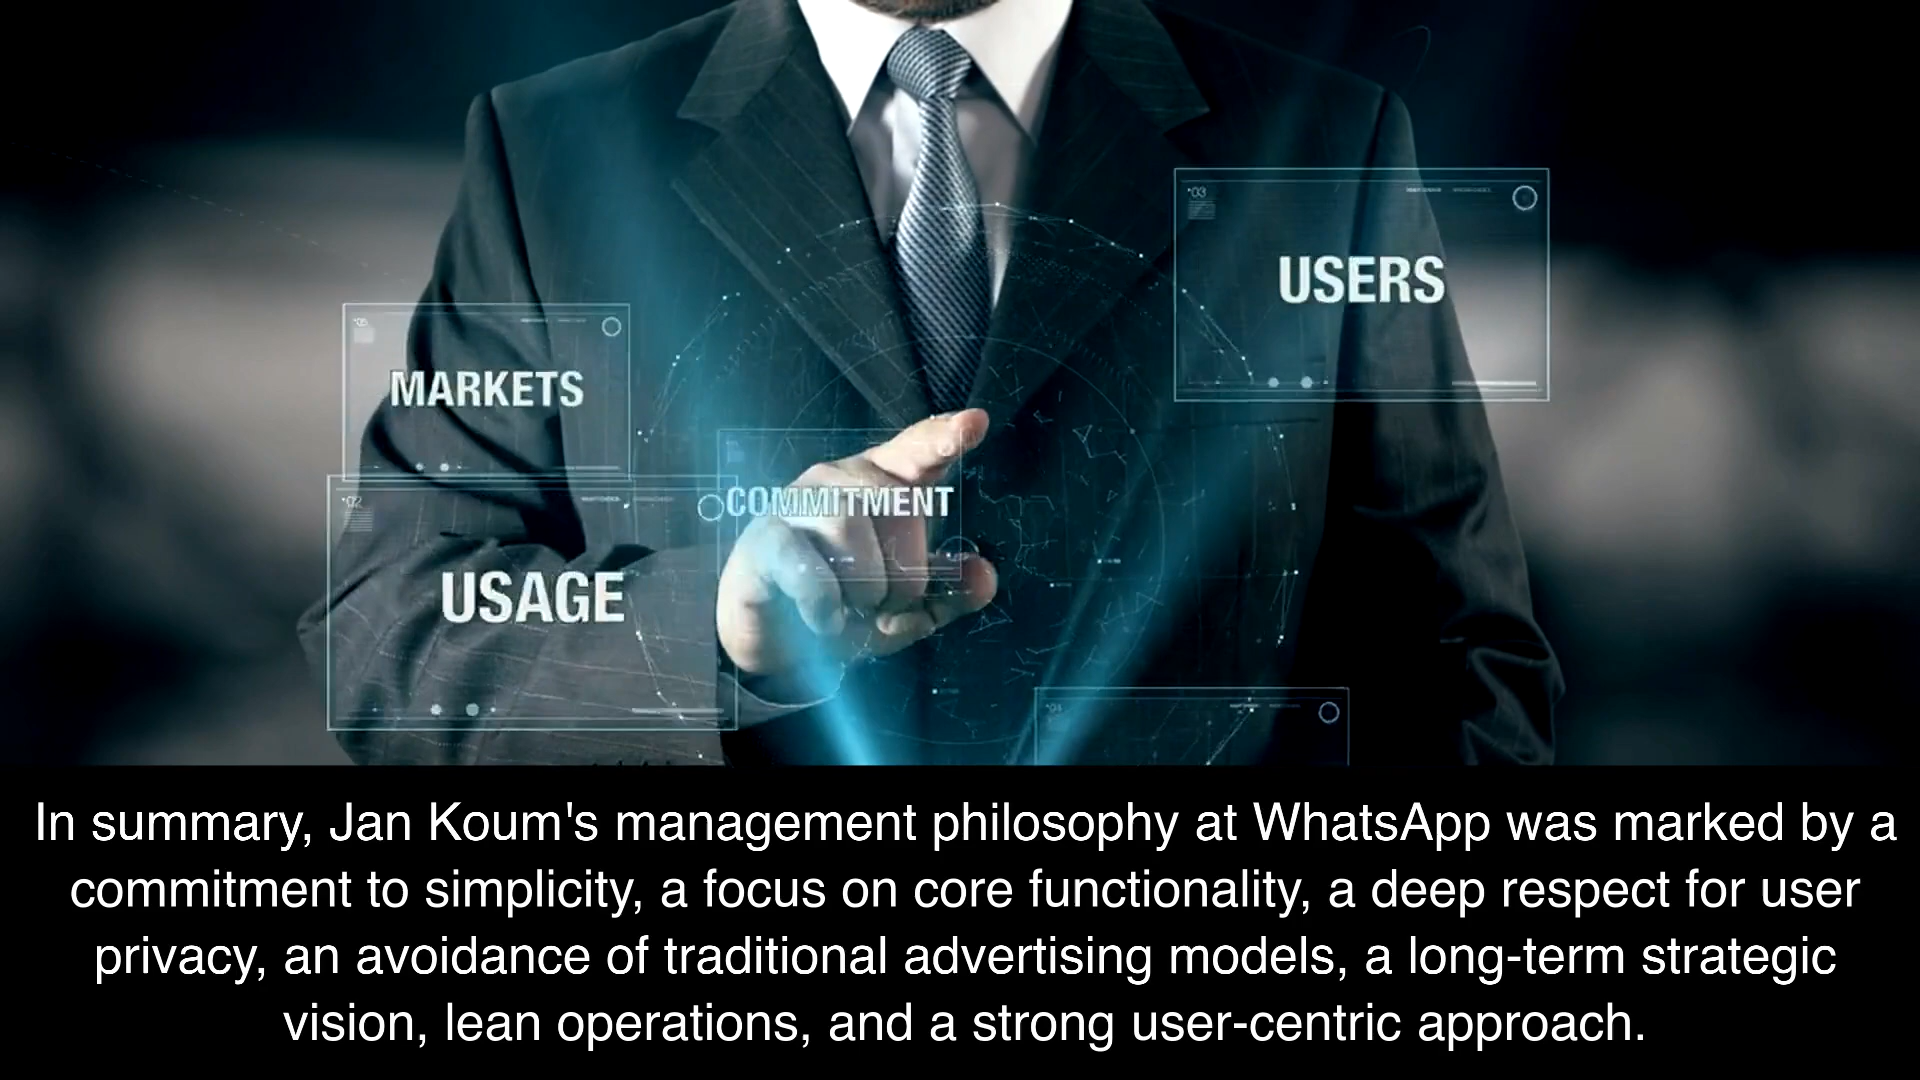 USERS
MARKETS
COMMITMENT
USAGE
In summary, Jan Koum's management philosophy at WhatsApp was marked by a
commitment to simplicity, a focus on core functionality, a deep respect for user
privacy, an avoidance of traditional advertising models, a long-term strategic
vision, lean operations, and a strong user-centric approach.